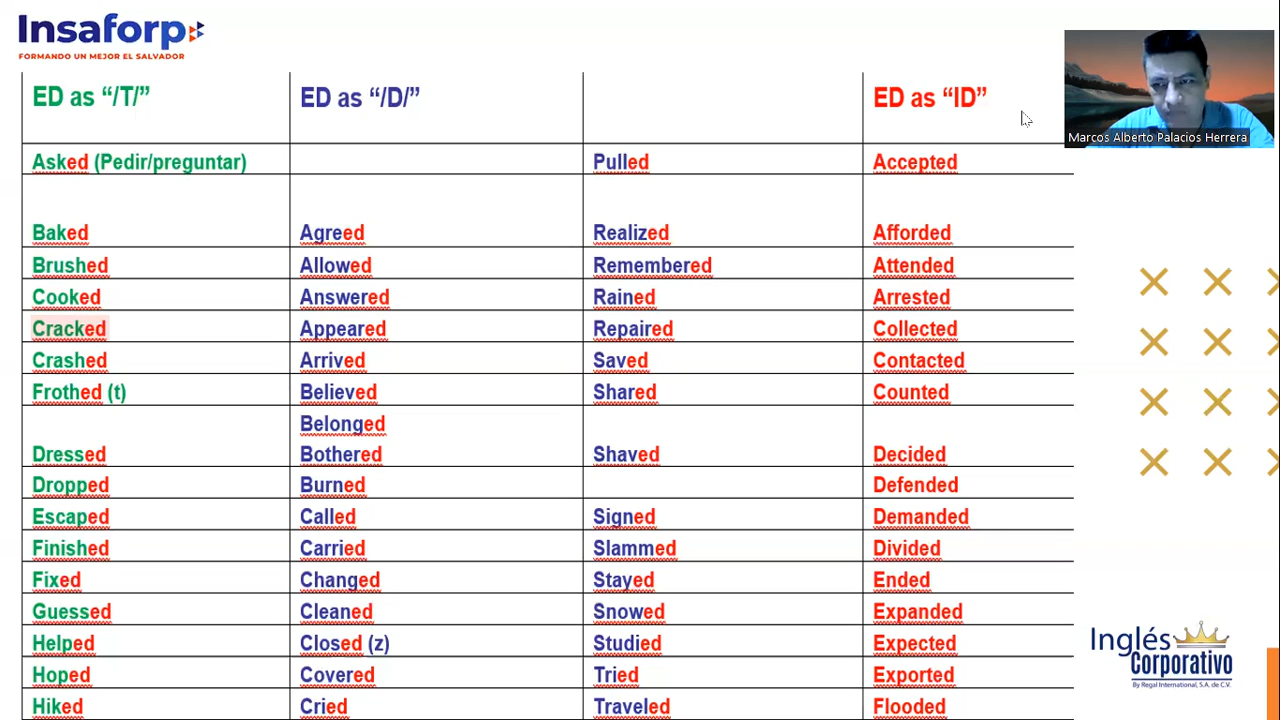 Insaforp
FORMANDO UN MEJOR EL SALVADOR
Marcos Alberto Palacios Herrera
ED as “/T/” ED as “/D/” ED as “ID”
Asked (Pedir/preguntar) Pulled Accepted
Baked Agreed Realized Afforded
Brushed Allowed Remembered Attended
Cooked Answered Rained Arrested
Cracked Appeared Repaired Collected
Crashed Arrived Saved Contacted
Frothed (t) Believed Shared Counted
Belonged
Dressed Bothered Shaved Decided
Dropped Burned Defended
Escaped Called Signed Demanded
Finished Carried Slammed Divided
Fixed Changed Stayed Ended
Guessed Cleaned Snowed Expanded
Helped Closed (z) Studied Expected
Hoped Covered Tried Exported
Hiked Cried Traveled Flooded
Inglés
Corporativo
By Regal International, S.A. de C.V.